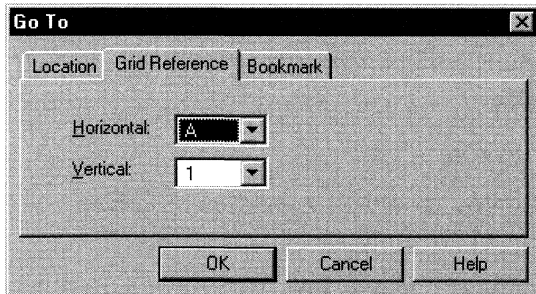 Go To
Location Grid Reference Bookmark
Horizontal: A
Vertical: 1
OK Cancel Help